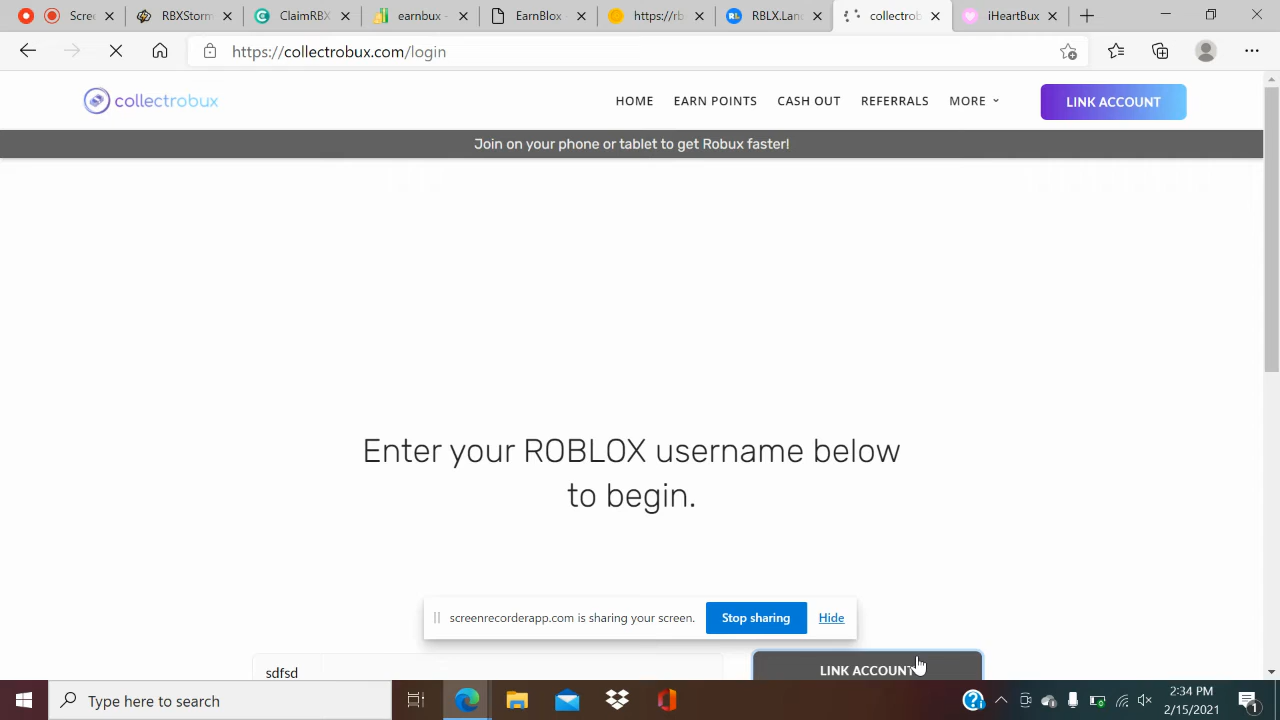 Scree
RBXStorm
ClaimRBX
earnbux -
EarnBlox
https://rb
RBLX.Lan
collectrob
iHeartBux
https://collectrobux.com/login
collectrobux
HOME
EARN POINTS
CASH OUT
REFERRALS
MORE
LINK ACCOUNT
Join on your phone or tablet to get Robux faster!
Enter your ROBLOX username below
to begin.
screenrecorderapp.com is sharing your screen.
Stop sharing
Hide
sdfsd
LINK ACCOUNT
Type here to search
2:34 PM
2/15/2021
1